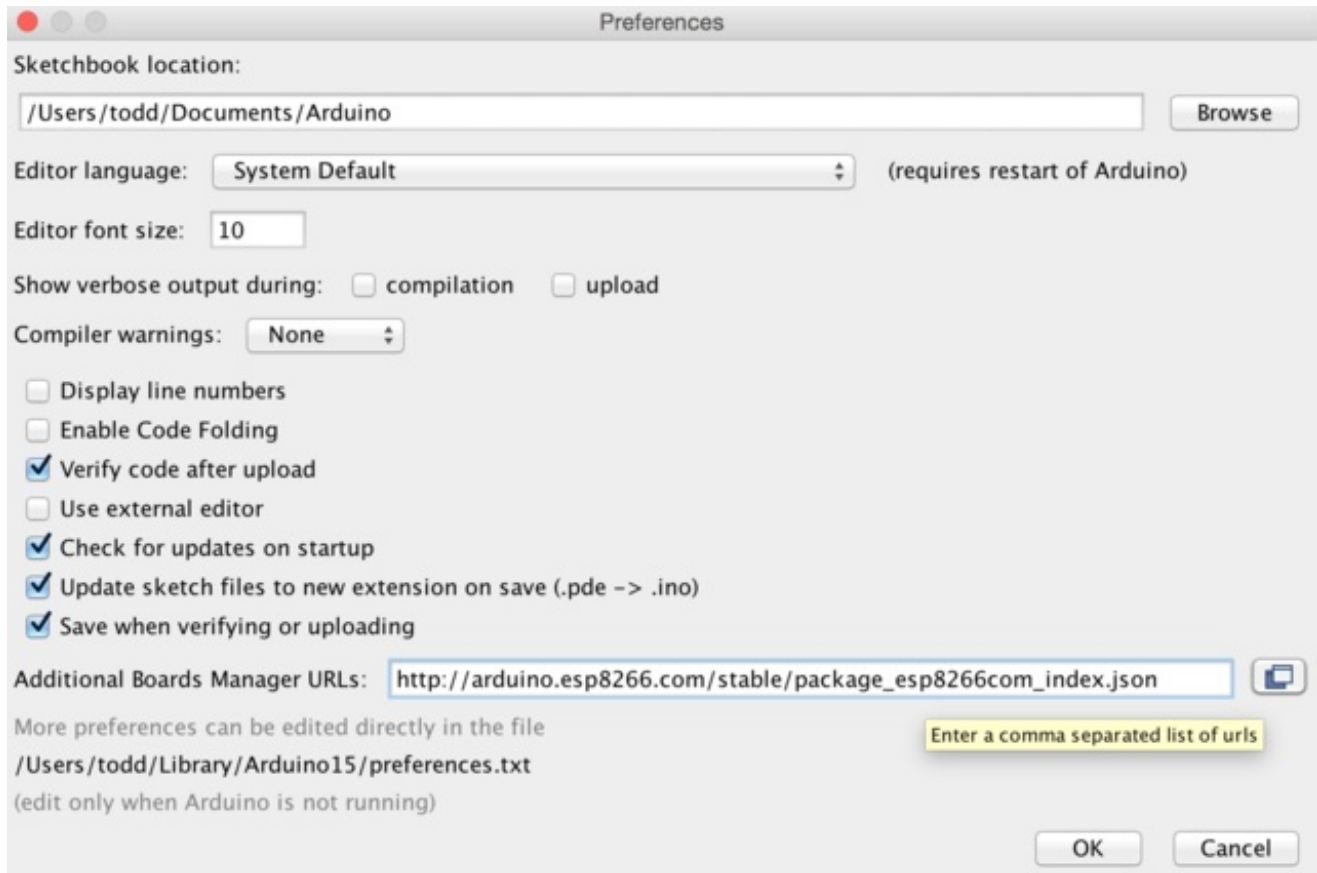 Preferences
Sketchbook location:
/Users/todd/Documents/Arduino Browse
Editor language: System Default (requires restart of Arduino)
Editor font size: 10
Show verbose output during: compilation upload
Compiler warnings: None
Display line numbers
Enable Code Folding
Verify code after upload
Use external editor
Check for updates on startup
Update sketch files to new extension on save (.pde -> .ino)
Save when verifying or uploading
Additional Boards Manager URLs: http://arduino.esp8266.com/stable/package_esp8266com_index.json
More preferences can be edited directly in the file
Enter a comma separated list of urls
/Users/todd/Library/Arduino15/preferences.txt
(edit only when Arduino is not running)
OK Cancel